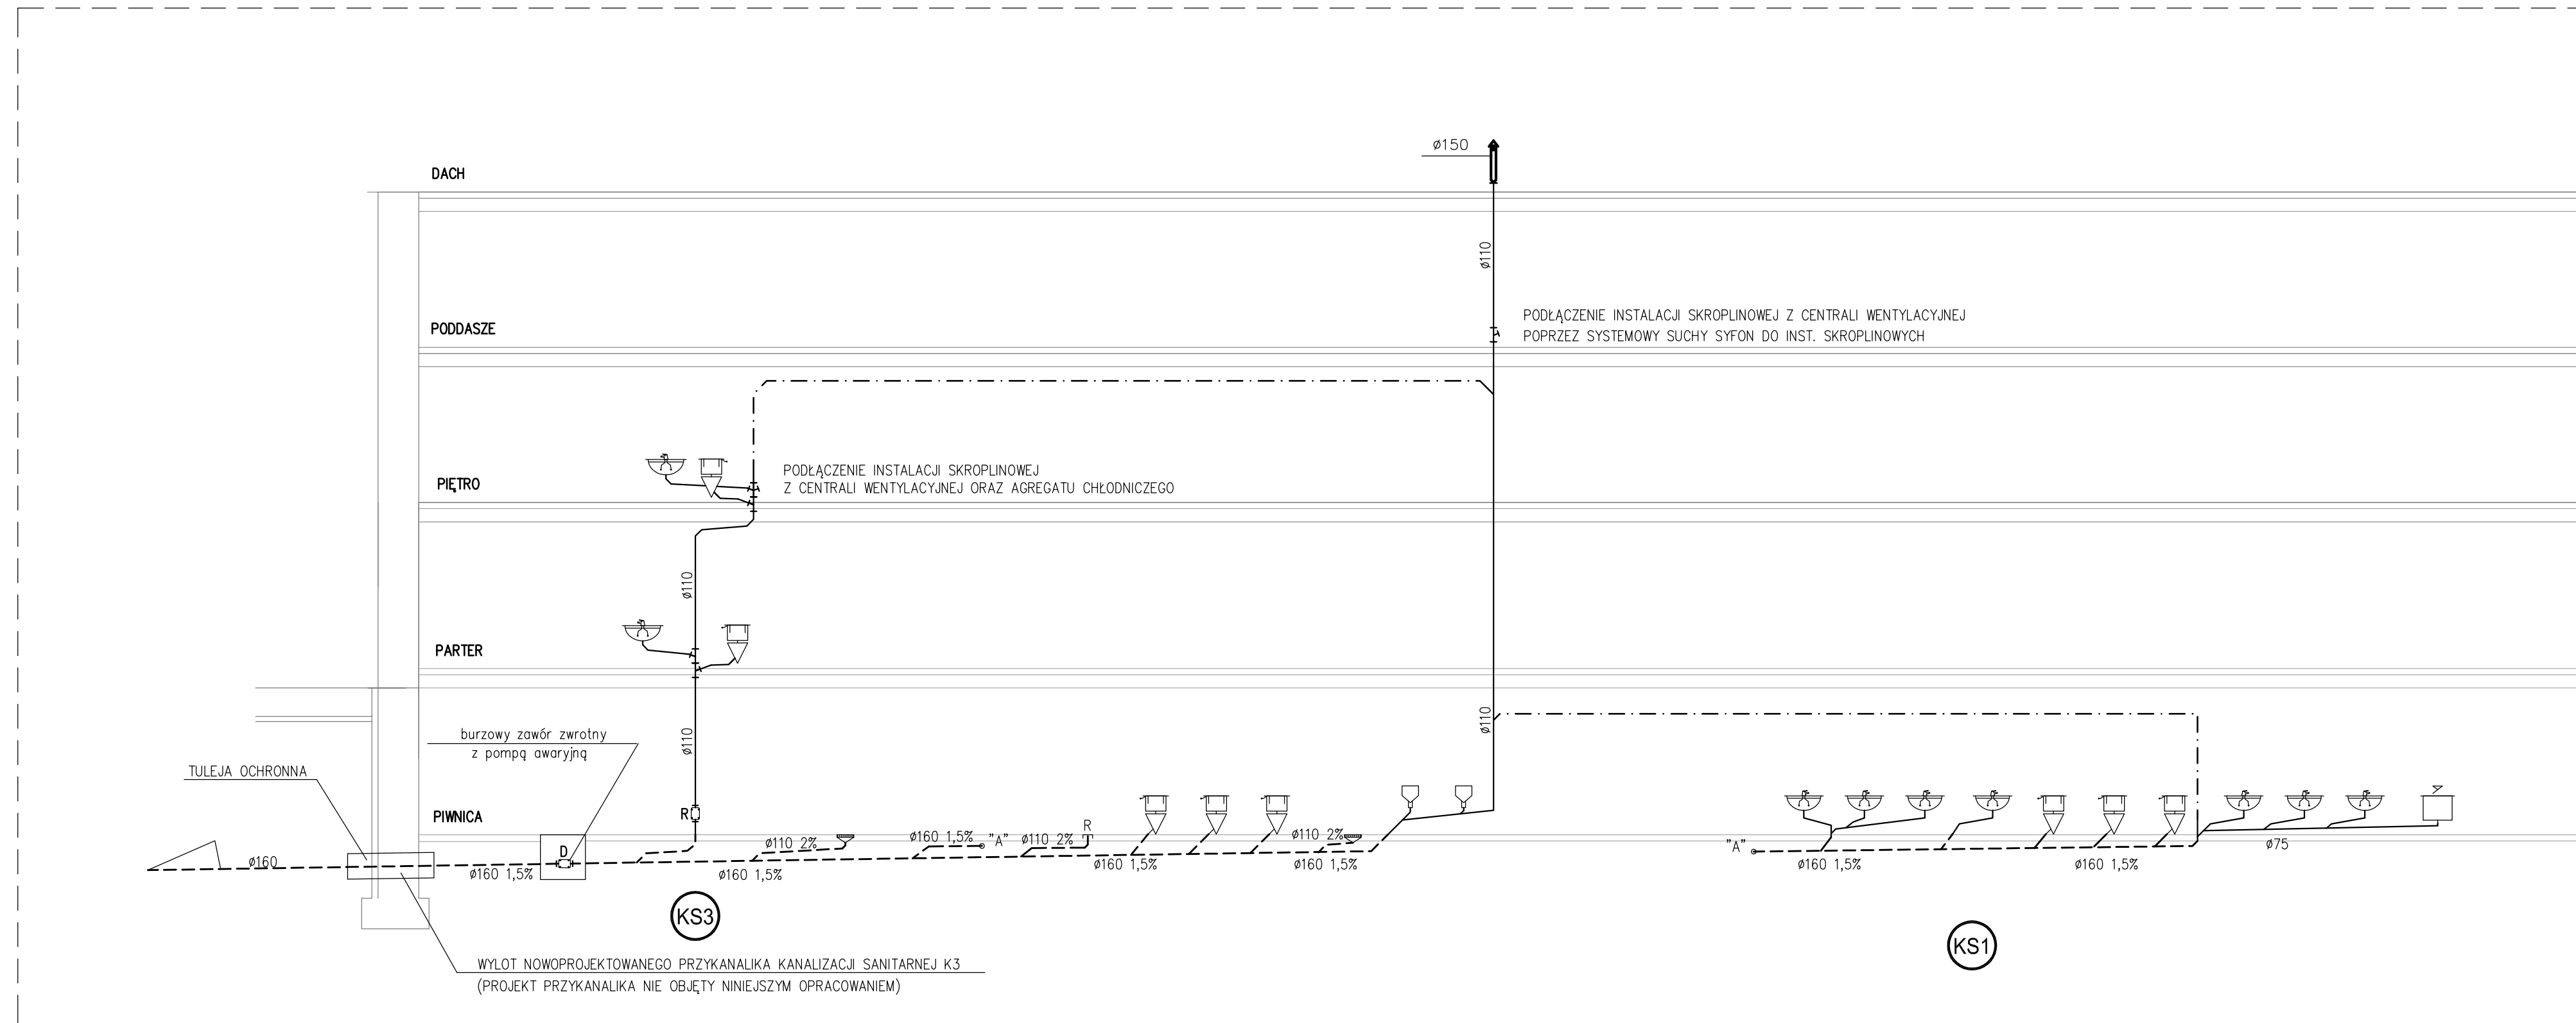 ø150
DACH
ø110
PODDASZE
PODŁĄCZENIE INSTALACJI SKROPLINOWEJ Z CENTRALI WENTYLACYJNEJ
POPRZEZ SYSTEMOWY SUCHY SYFON DO INST. SKROPLINOWYCH
PIĘTRO
PODŁĄCZENIE INSTALACJI SKROPLINOWEJ
Z CENTRALI WENTYLACYJNEJ ORAZ AGREGATU CHŁODNICZEGO
ø110
PARTER
ø110
ø110
burzowy zawór zwrotny
z pompą awaryjną
TULEJA OCHRONNA
PIWNICA
R
ø160
D
ø160 1,5%
ø110 2%
ø160 1,5%
ø160 1,5%
"A"
ø110 2%
R
ø160 1,5%
ø110 2%
ø160 1,5%
"A"
ø160 1,5%
ø160 1,5%
ø75
KS3
KS1
WYLOT NOWOPROJEKTOWANEGO PRZYKANALIKA KANALIZACJI SANITARNEJ K3
(PROJEKT PRZYKANALIKA NIE OBJĘTY NINIEJSZYM OPRACOWANIEM)